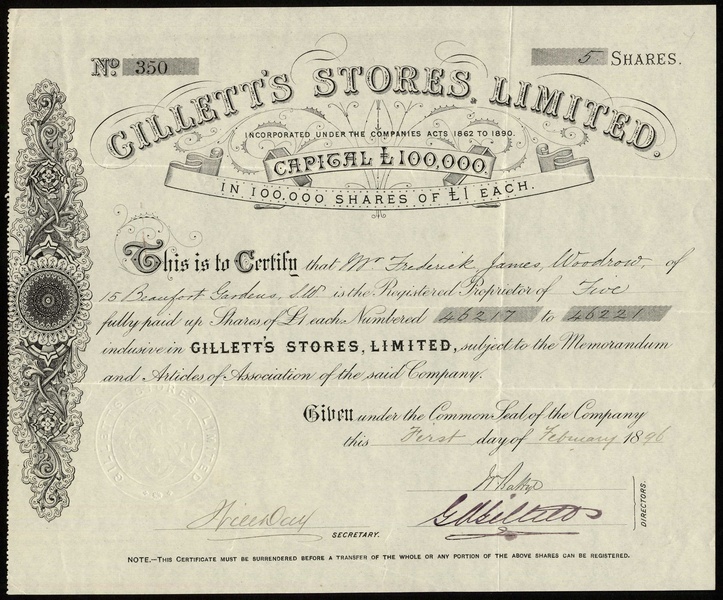 No. 350
5 SHARES.
GILLETT'S STORES, LIMITED.
INCORPORATED UNDER THE COMPANIES ACTS 1862 TO 1890.
CAPITAL £100,000.
IN 100,000 SHARES OF £1 EACH.
This is to Certify that Mr Frederick James Woodrow, of
15 Beaufort Gardens, S.W is the Registered Proprietor of Five
fully paid up Shares of £1 each Numbered 46217 to 46221
inclusive in GILLETT'S STORES, LIMITED, subject to the Memorandum
and Articles of Association of the said Company.
GILLETT'S STORES LIMITED
Given under the Common Seal of the Company
this First day of February 1896
DIRECTORS.
SECRETARY.
NOTE.—THIS CERTIFICATE MUST BE SURRENDERED BEFORE A TRANSFER OF THE WHOLE OR ANY PORTION OF THE ABOVE SHARES CAN BE REGISTERED.